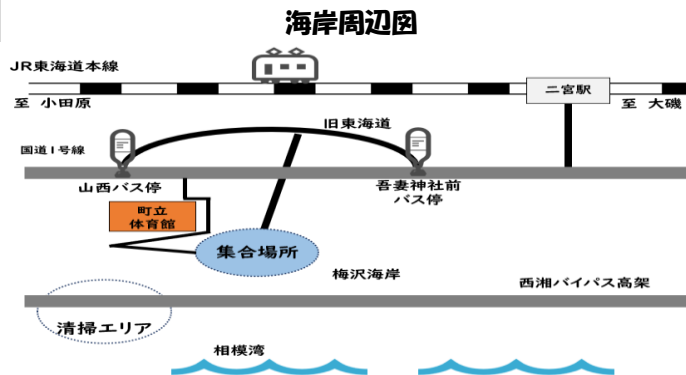 海岸周辺図
JR東海道本線
二宮駅
至 小田原
至 大磯
旧東海道
国道1号線
山西バス停
吾妻神社前
バス停
町立
体育館
集合場所
梅沢海岸
西湘バイパス高架
清掃エリア
相模湾